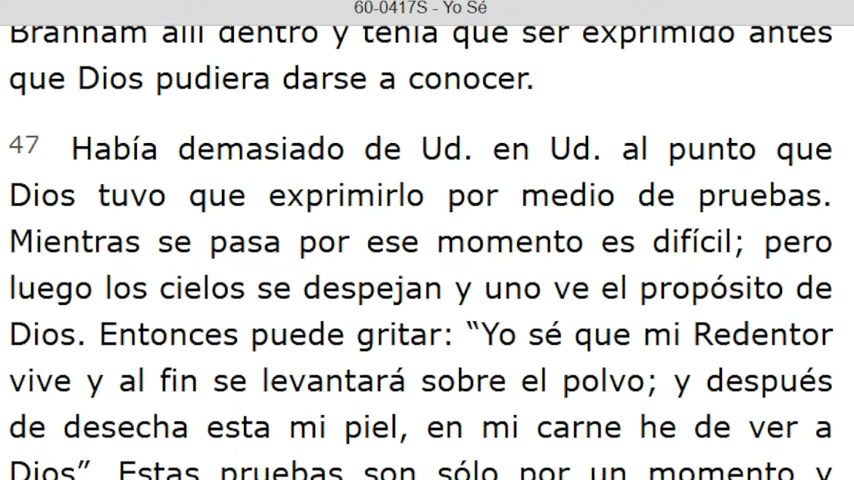 60-0417S - Yo Sé
Branham allí dentro y tenía que ser exprimido antes
que Dios pudiera darse a conocer.
47 Había demasiado de Ud. en Ud. al punto que
Dios tuvo que exprimirlo por medio de pruebas.
Mientras se pasa por ese momento es difícil; pero
luego los cielos se despejan y uno ve el propósito de
Dios. Entonces puede gritar: “Yo sé que mi Redentor
vive y al fin se levantará sobre el polvo; y después
de desecha esta mi piel, en mi carne he de ver a
Dios”. Estas pruebas son sólo por un momento y